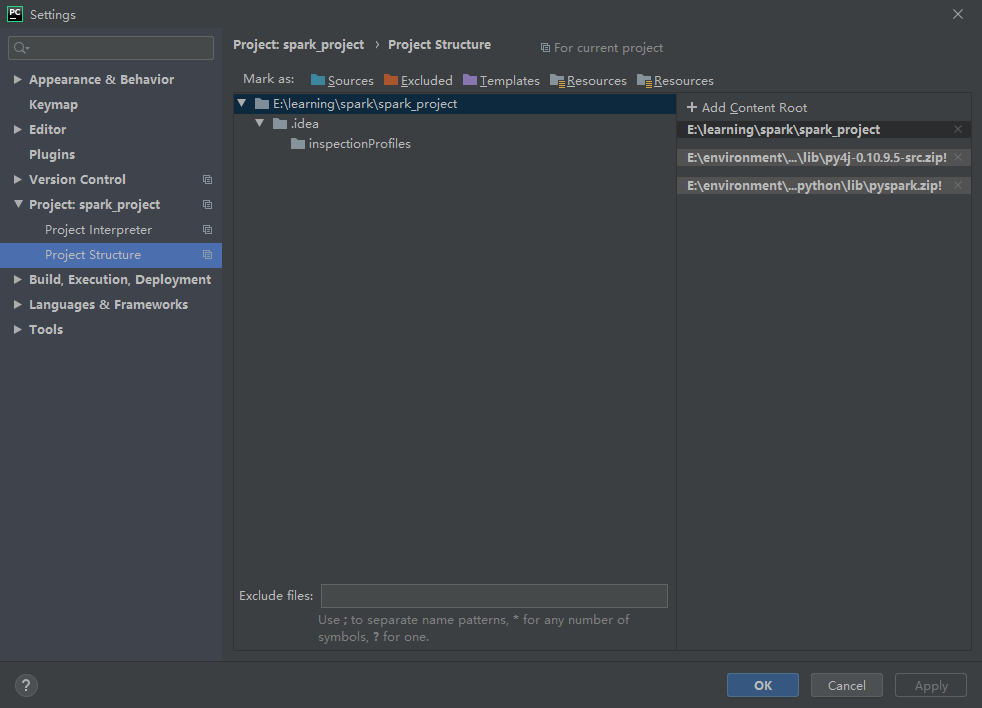 PC Settings
Appearance & Behavior
Keymap
Editor
Plugins
Version Control
Project: spark_project
Project Interpreter
Project Structure
Build, Execution, Deployment
Languages & Frameworks
Tools
Project: spark_project › Project Structure For current project
Mark as: Sources Excluded Templates Resources Resources
E:\learning\spark\spark_project
.idea
inspectionProfiles
+ Add Content Root
E:\learning\spark\spark_project
E:\environment\...\lib\py4j-0.10.9.5-src.zip!
E:\environment\...python\lib\pyspark.zip!
Exclude files:
Use ; to separate name patterns, * for any number of
symbols, ? for one.
? OK Cancel Apply